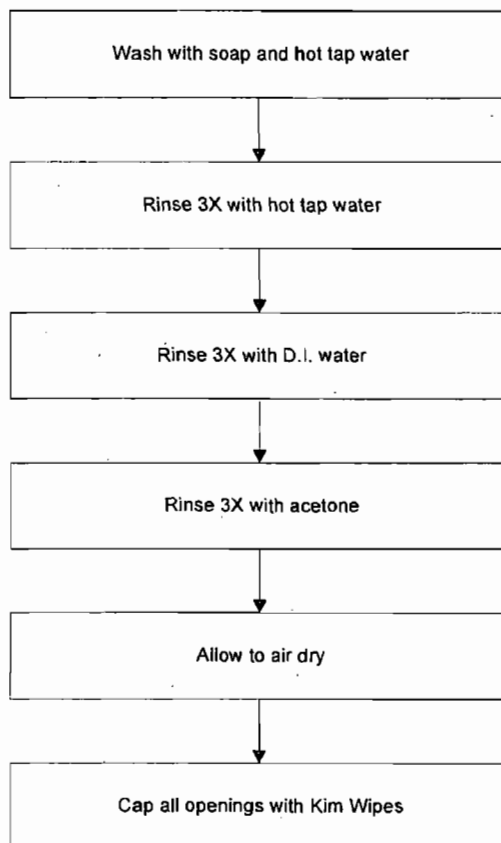 Wash with soap and hot tap water
Rinse 3X with hot tap water
Rinse 3X with D.I. water
Rinse 3X with acetone
Allow to air dry
Cap all openings with Kim Wipes